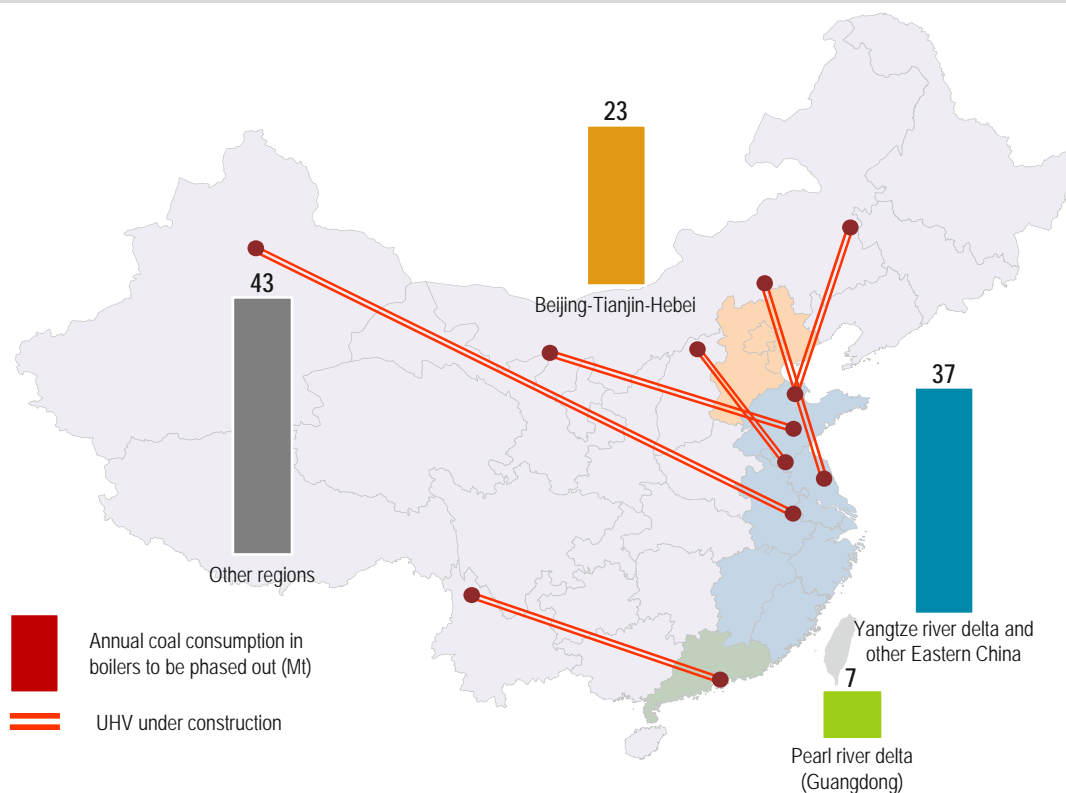 23
Beijing-Tianjin-Hebei
43
Other regions
37
Yangtze river delta and
other Eastern China
7
Pearl river delta
(Guangdong)
Annual coal consumption in
boilers to be phased out (Mt)
UHV under construction